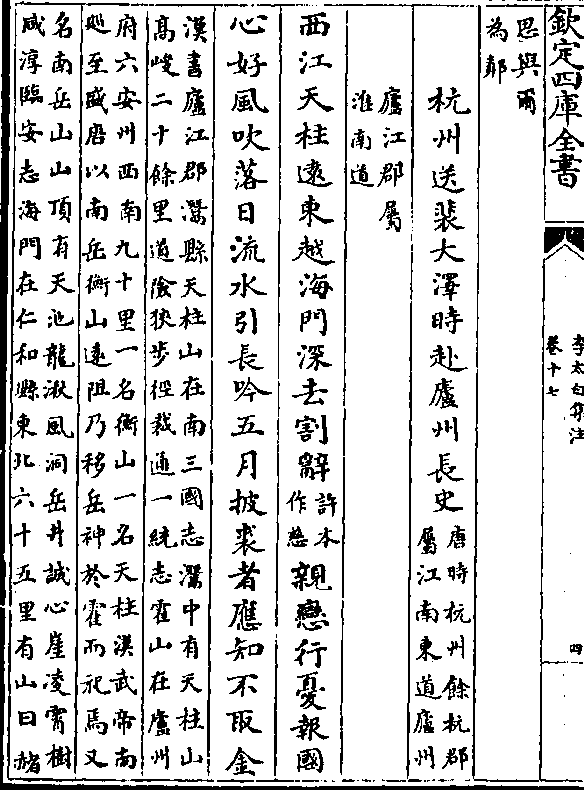 欽定四庫全書
李太白集注
卷十七
四
思與爾
為鄰
杭州送裴大澤時赴廬州長史唐時杭州餘杭郡
屬江南東道廬州
廬江郡屬
淮南道
西江天柱逺東越海門深去割辭許本
作慈親戀行憂報國
心好風吹落日流水引長吟五月披裘者應知不取金
漢書廬江郡灊縣天柱山在南三國志灊中有天柱山
髙峻二十餘里道險狹步徑裁通一統志霍山在廬州
府六安州西南九十里一名衡山一名天柱漢武帝南
廵至盛唐以南岳衡山逺阻乃移岳神於霍而祀焉又
名南岳山山頂有天池龍湫風洞岳井誠心崖凌霄樹
咸淳臨安志海門在仁和縣東北六十五里有山曰赭